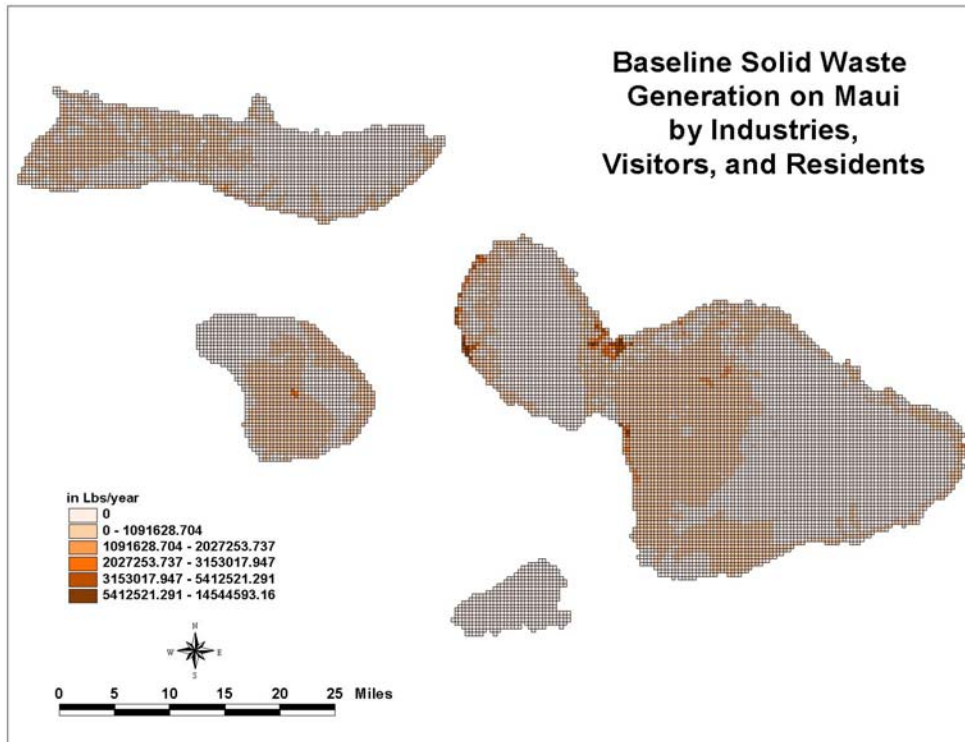 Baseline Solid Waste
Generation on Maui
by Industries,
Visitors, and Residents
in Lbs/year
0
0 - 1091628.704
1091628.704 - 2027253.737
2027253.737 - 3153017.947
3153017.947 - 5412521.291
5412521.291 - 14544593.16
N
W E
S
0 5 10 15 20 25 Miles